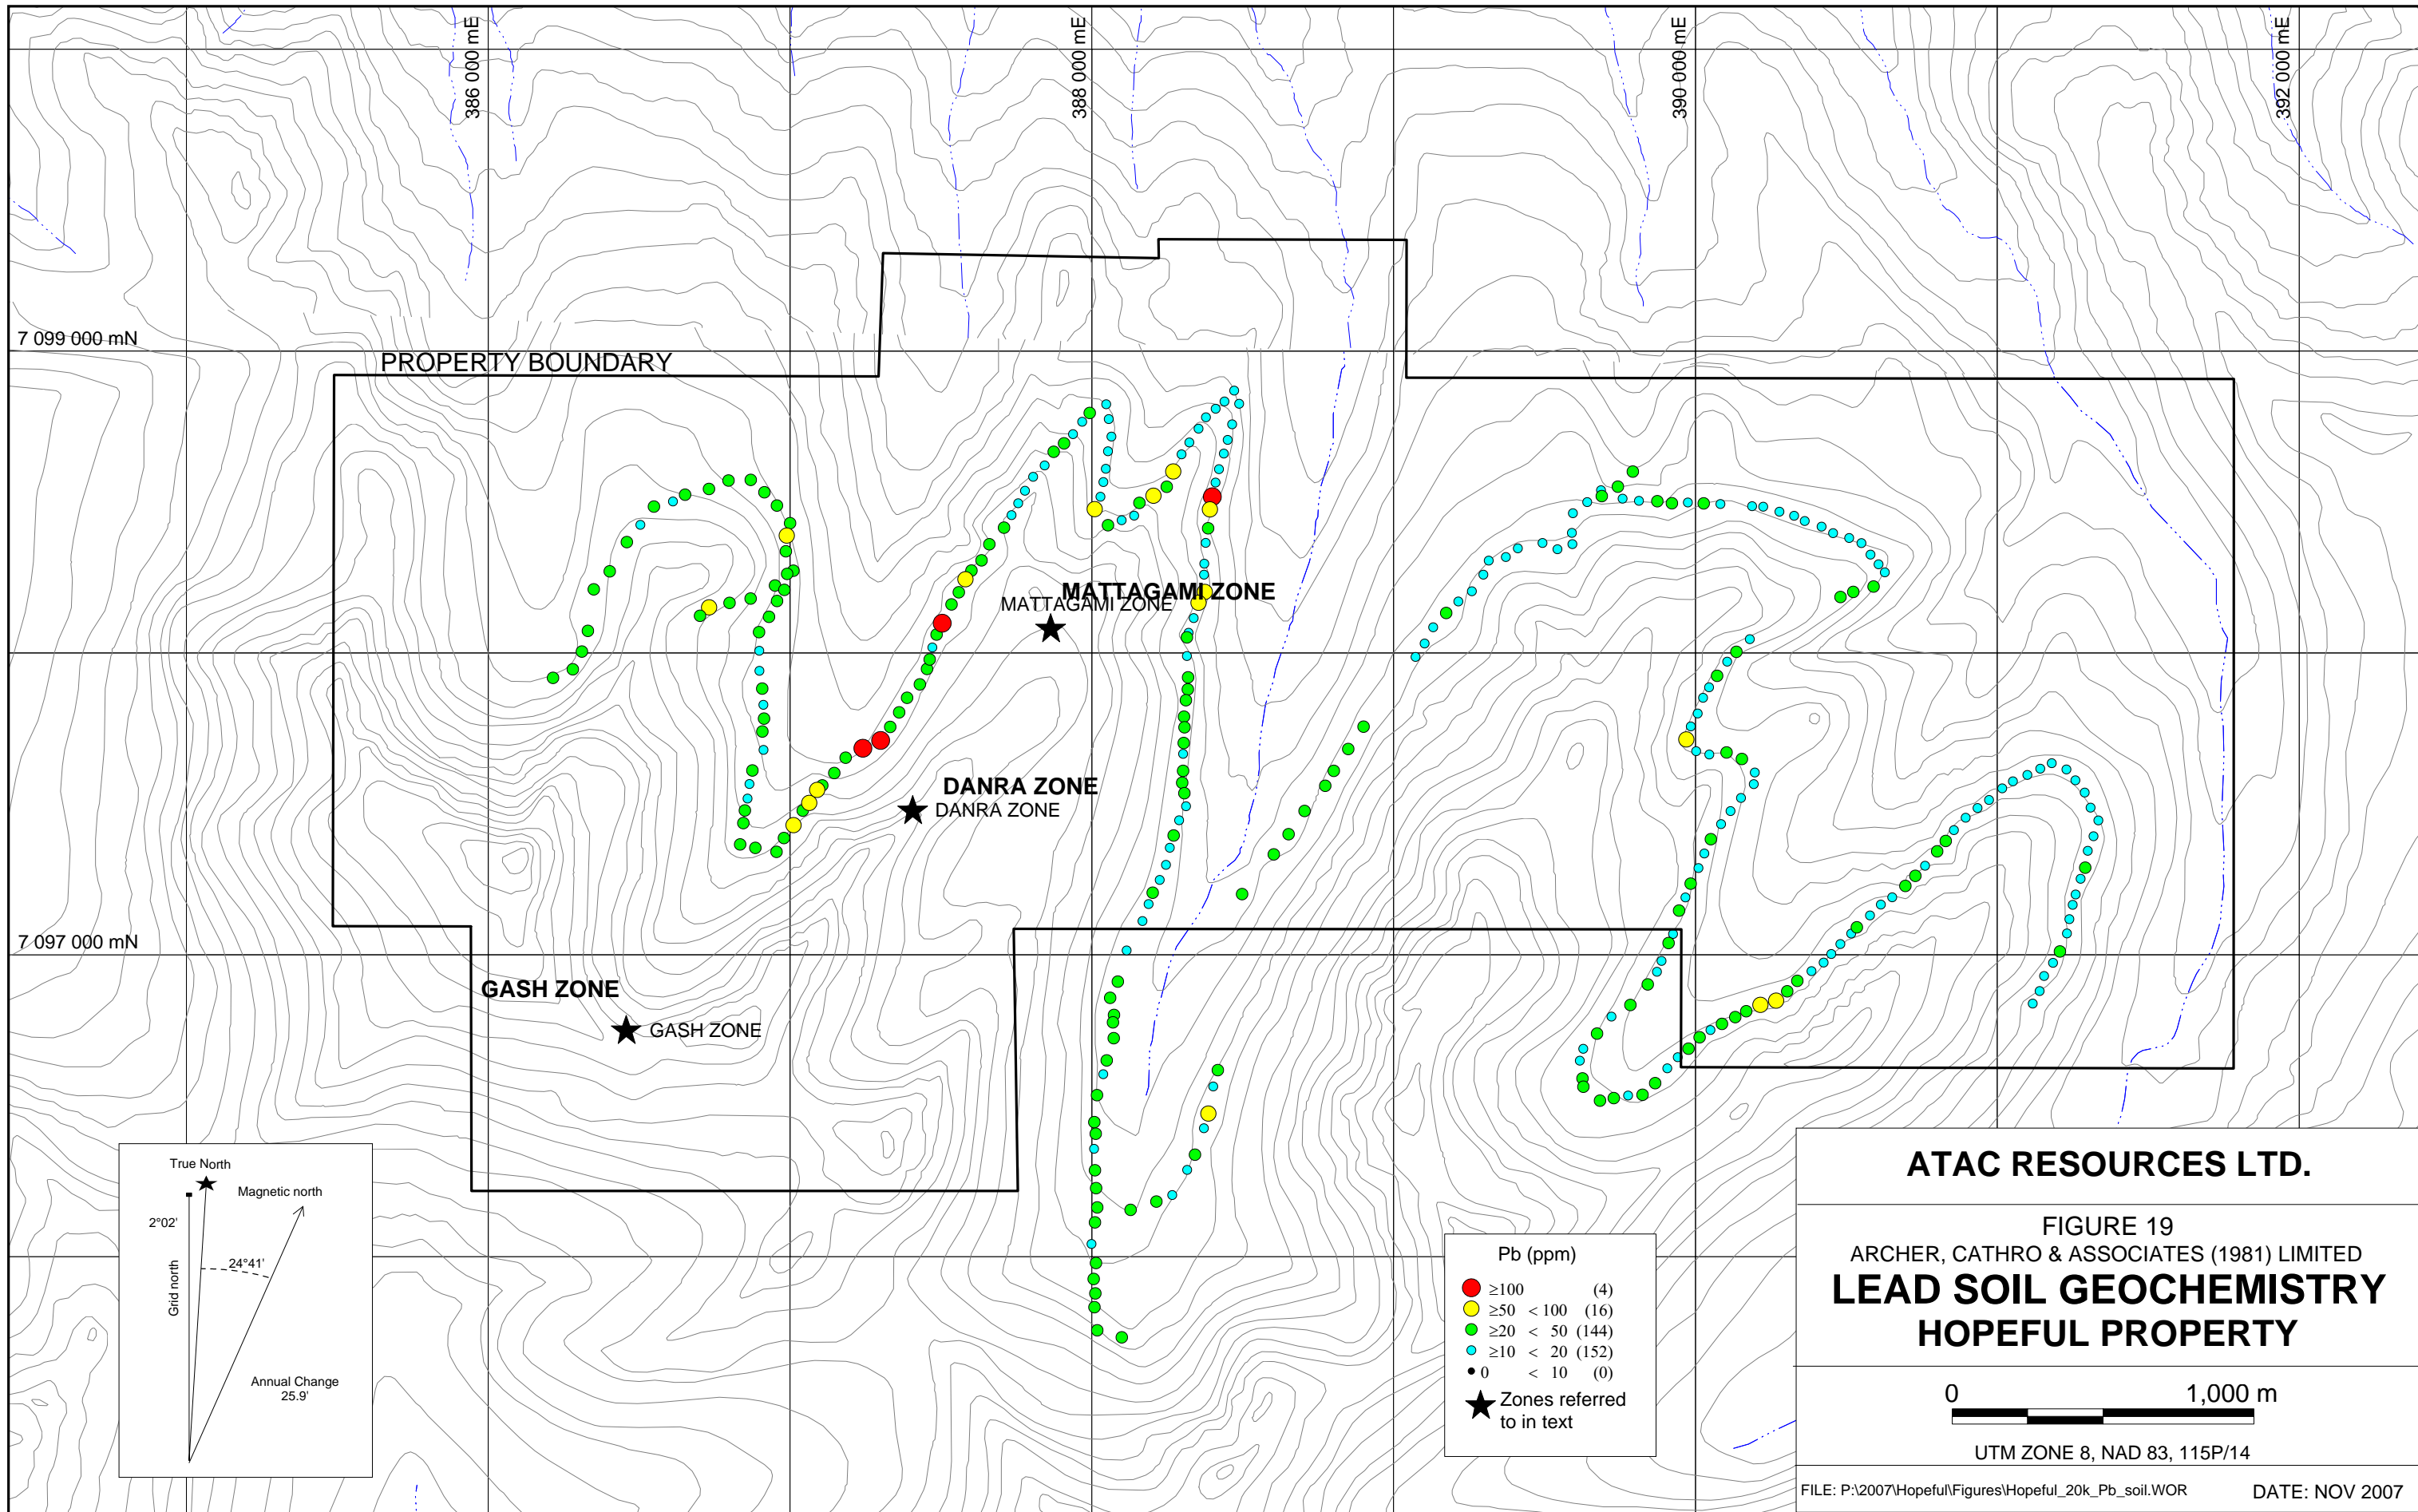 386 000 mE
388 000 mE
390 000 mE
392 000 mE
7 099 000 mN
PROPERTY BOUNDARY
MATTAGAMI ZONE
MATTAGAMI ZONE
DANRA ZONE
DANRA ZONE
7 097 000 mN
GASH ZONE
GASH ZONE
True North
Magnetic north
2°02'
24°41'
Grid north
Annual Change
25.9'
Pb (ppm)
≥100 (4)
≥50 < 100 (16)
≥20 < 50 (144)
≥10 < 20 (152)
0 < 10 (0)
Zones referred
to in text
ATAC RESOURCES LTD.
FIGURE 19
ARCHER, CATHRO & ASSOCIATES (1981) LIMITED
LEAD SOIL GEOCHEMISTRY
HOPEFUL PROPERTY
0 1,000 m
UTM ZONE 8, NAD 83, 115P/14
FILE: P:\2007\Hopeful\Figures\Hopeful_20k_Pb_soil.WOR DATE: NOV 2007